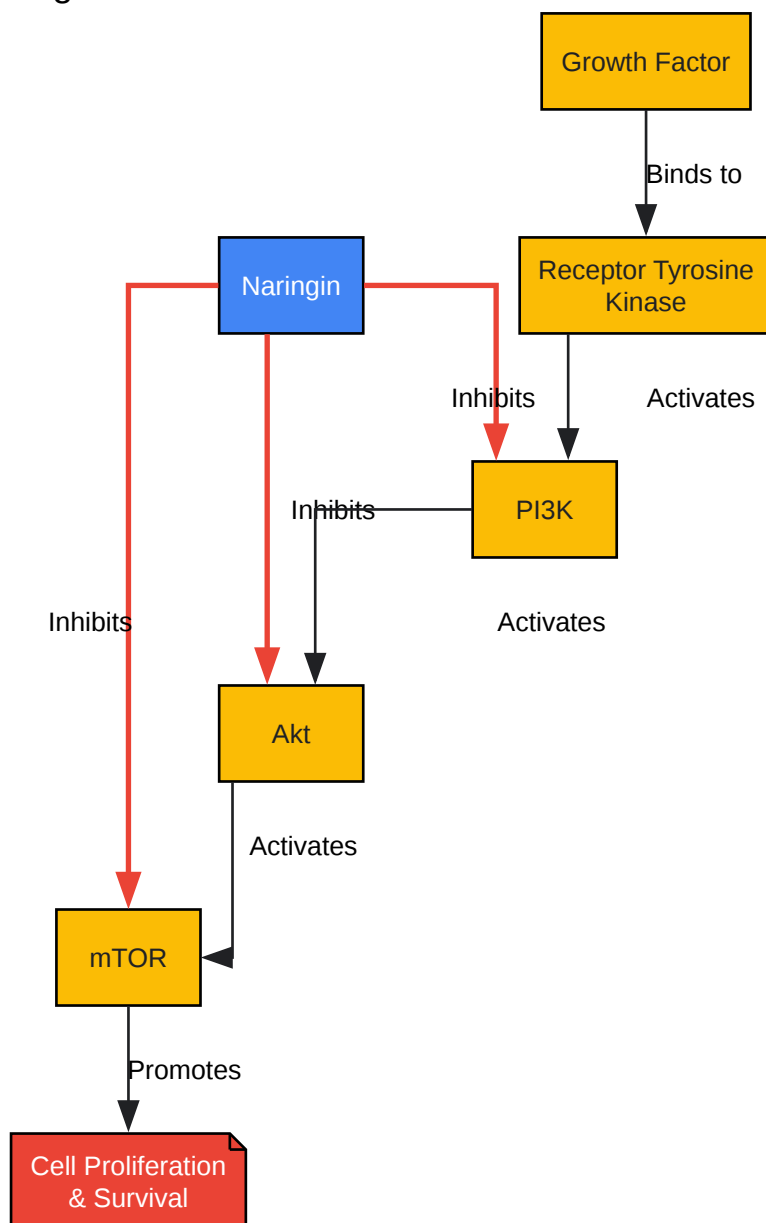 Growth Factor
Binds to
Naringin
Receptor Tyrosine
Kinase
Inhibits
Activates
PI3K
Inhibits
Inhibits
Activates
Akt
Activates
mTOR
Promotes
Cell Proliferation
& Survival